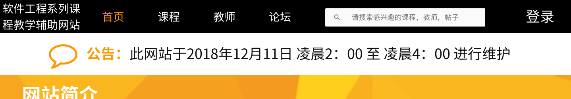 软件工程系列课
程教学辅助网站
首页 课程 教师 论坛 请搜索感兴趣的课程，教师，帖子 登录
公告：此网站于2018年12月11日 凌晨2：00 至 凌晨4：00 进行维护
网站简介